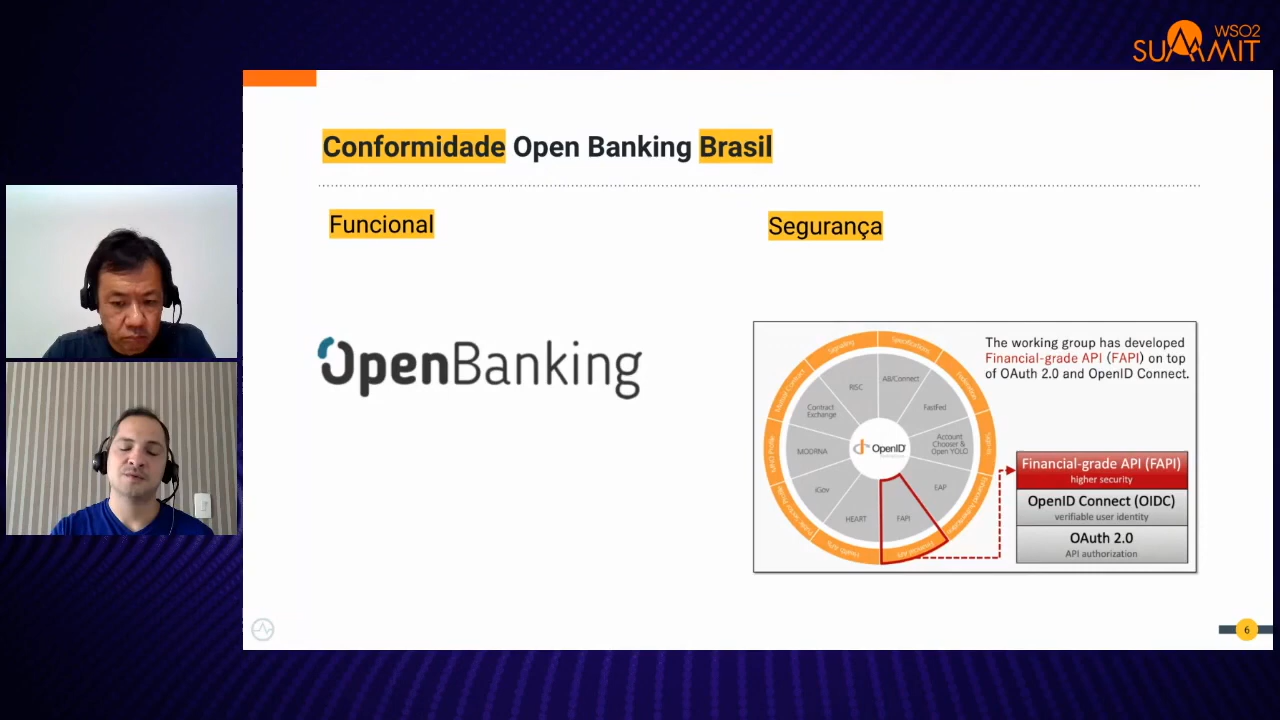 WSO2
SUMMIT
Conformidade Open Banking Brasil
Funcional
Segurança
OpenBanking
The working group has developed
Financial-grade API (FAPI) on top
of OAuth 2.0 and OpenID Connect.
Signaling
Specifications
Federation
RISC
AB/Connect
Contract
Exchange
FastFed
MODRNA
OpenID
Account
Chooser &
Open YOLO
iGov
EAP
HEART
FAPI
Financial-grade API (FAPI)
higher security
OpenID Connect (OIDC)
verifiable user identity
OAuth 2.0
API authorization
6